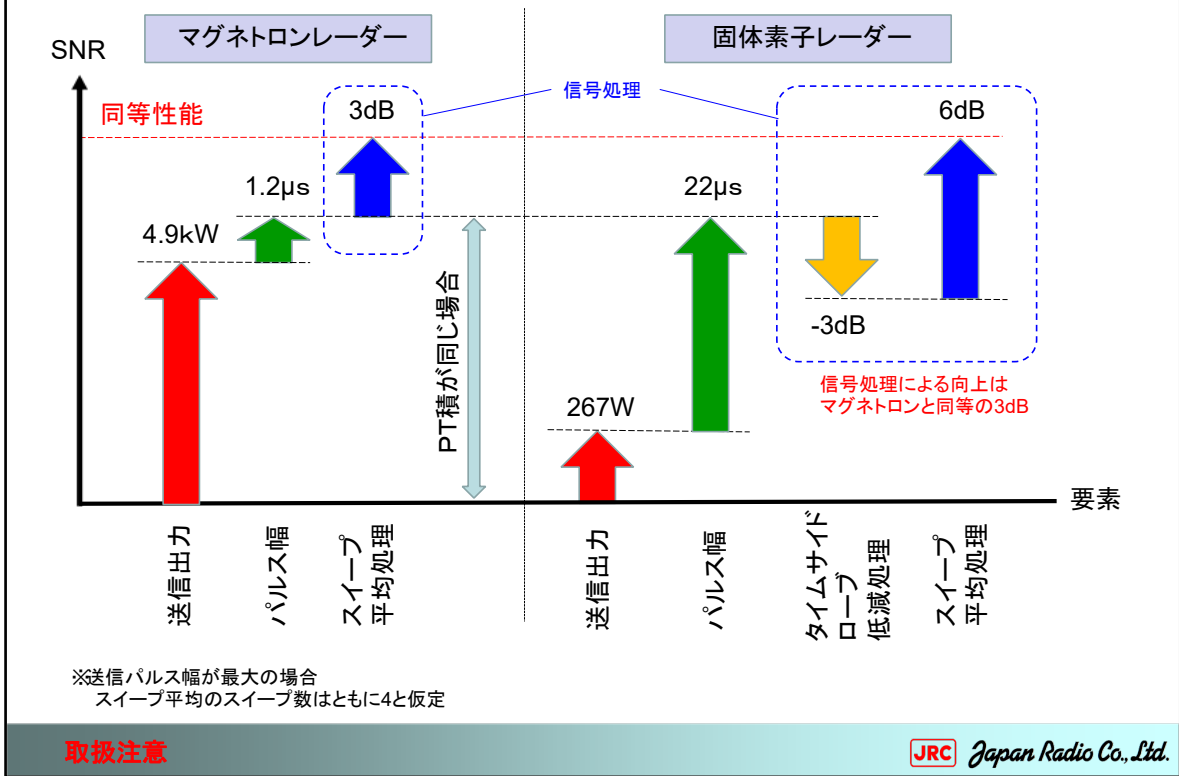 マグネトロンレーダー
固体素子レーダー
SNR
同等性能
信号処理
3dB
6dB
1.2μs
22μs
4.9kW
-3dB
PT積が同じ場合
267W
信号処理による向上は
マグネトロンと同等の3dB
要素
送信出力
パルス幅
スイープ
平均処理
送信出力
パルス幅
タイムサイド
ローブ
低減処理
スイープ
平均処理
※送信パルス幅が最大の場合
スイープ平均のスイープ数はともに4と仮定
取扱注意
JRC Japan Radio Co., Ltd.